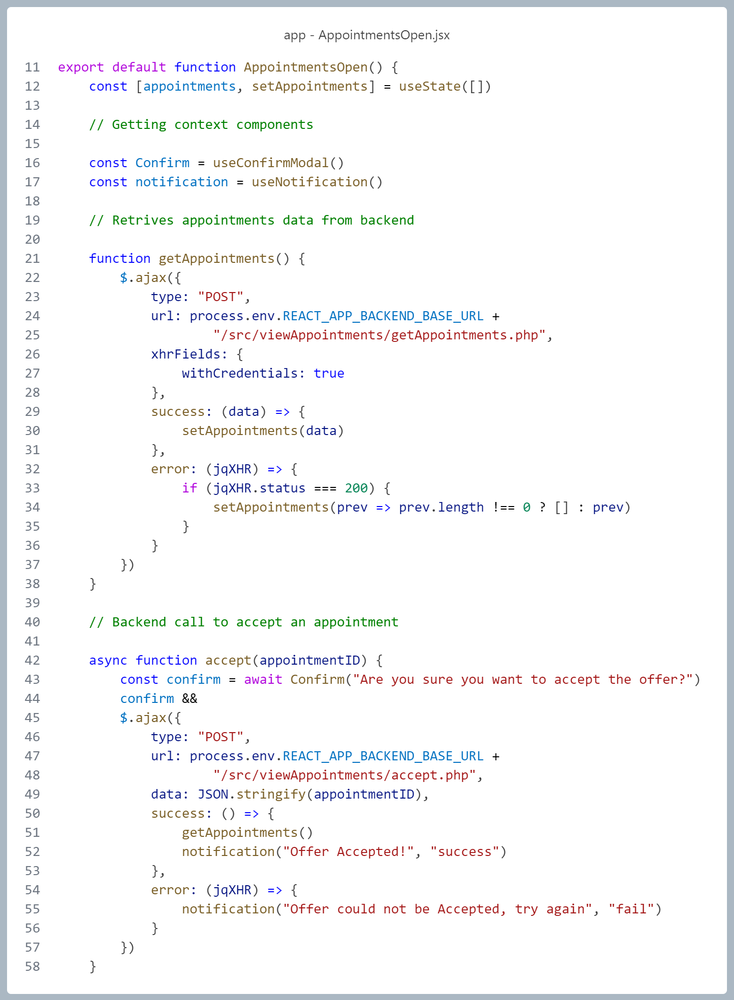 app - AppointmentsOpen.jsx
11 export default function AppointmentsOpen() {
12     const [appointments, setAppointments] = useState([])
13
14     // Getting context components
15
16     const Confirm = useConfirmModal()
17     const notification = useNotification()
18
19     // Retrives appointments data from backend
20
21     function getAppointments() {
22         $.ajax({
23             type: "POST",
24             url: process.env.REACT_APP_BACKEND_BASE_URL +
25                     "/src/viewAppointments/getAppointments.php",
26             xhrFields: {
27                 withCredentials: true
28             },
29             success: (data) => {
30                 setAppointments(data)
31             },
32             error: (jqXHR) => {
33                 if (jqXHR.status === 200) {
34                     setAppointments(prev => prev.length !== 0 ? [] : prev)
35                 }
36             }
37         })
38     }
39
40     // Backend call to accept an appointment
41
42     async function accept(appointmentID) {
43         const confirm = await Confirm("Are you sure you want to accept the offer?")
44         confirm &&
45         $.ajax({
46             type: "POST",
47             url: process.env.REACT_APP_BACKEND_BASE_URL +
48                     "/src/viewAppointments/accept.php",
49             data: JSON.stringify(appointmentID),
50             success: () => {
51                 getAppointments()
52                 notification("Offer Accepted!", "success")
53             },
54             error: (jqXHR) => {
55                 notification("Offer could not be Accepted, try again", "fail")
56             }
57         })
58     }